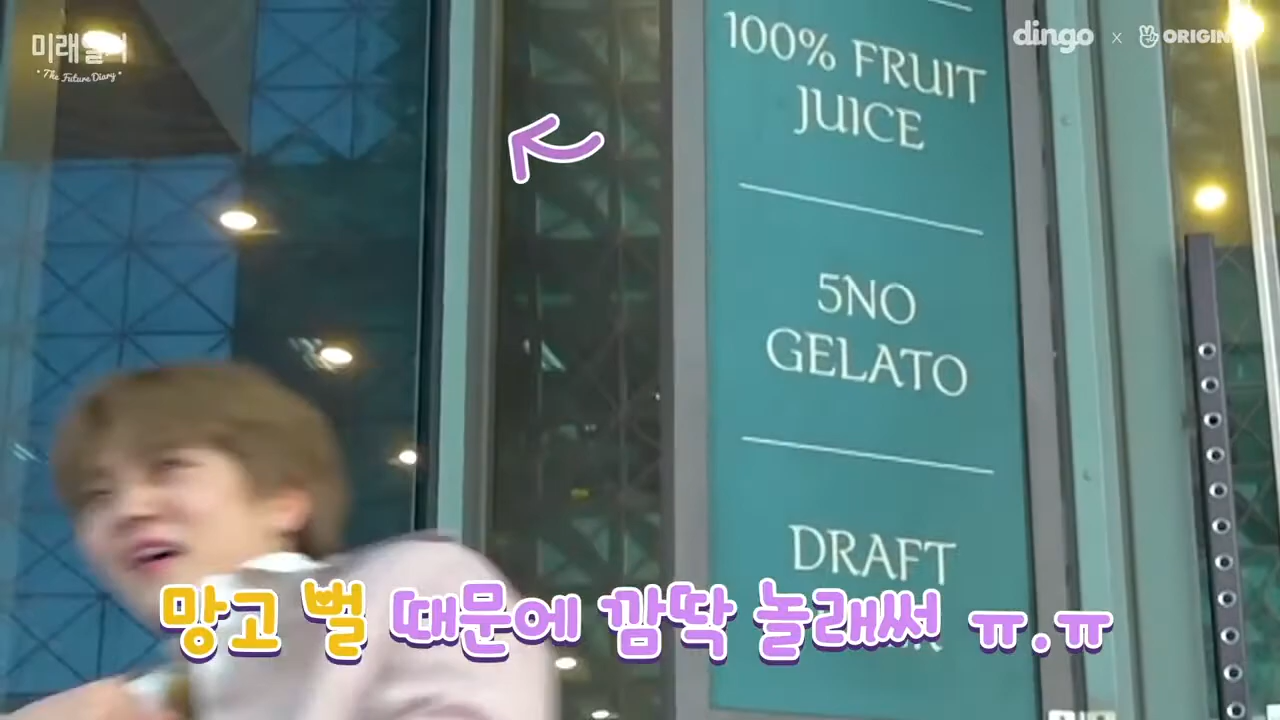 미래일기
The Future Diary
dingo x ORIGIN
100% FRUIT
JUICE
5NO
GELATO
DRAFT
망고 벌 때문에 깜딱 놀래써 ㅠ.ㅠ